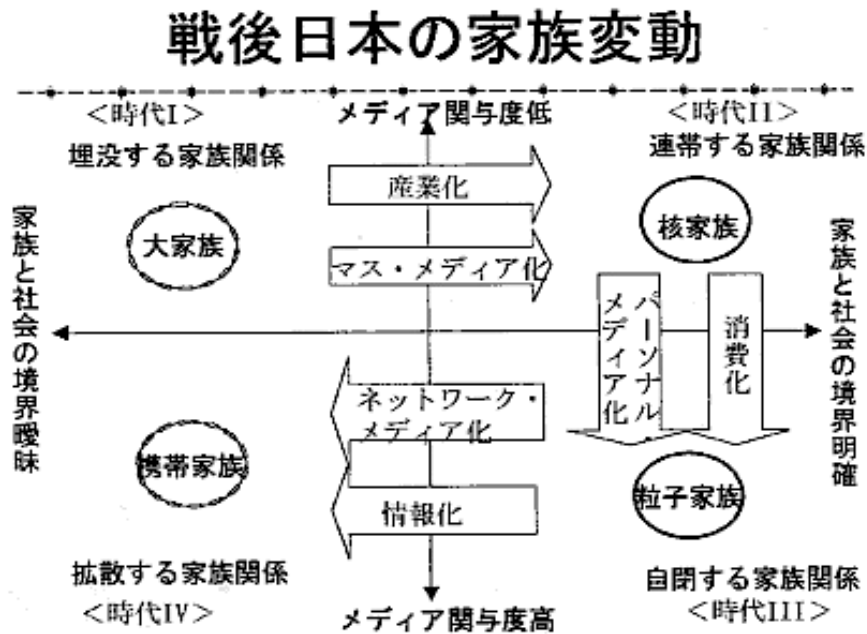 戦後日本の家族変動
<時代I>
メディア関与度低
<時代II>
埋没する家族関係
連帯する家族関係
産業化
大家族
核家族
マス・メディア化
家族と社会の境界曖昧
家族と社会の境界明確
パーソナル
メディア化
消費化
ネットワーク・
メディア化
携帯家族
粒子家族
情報化
拡散する家族関係
自閉する家族関係
<時代IV>
メディア関与度高
<時代III>